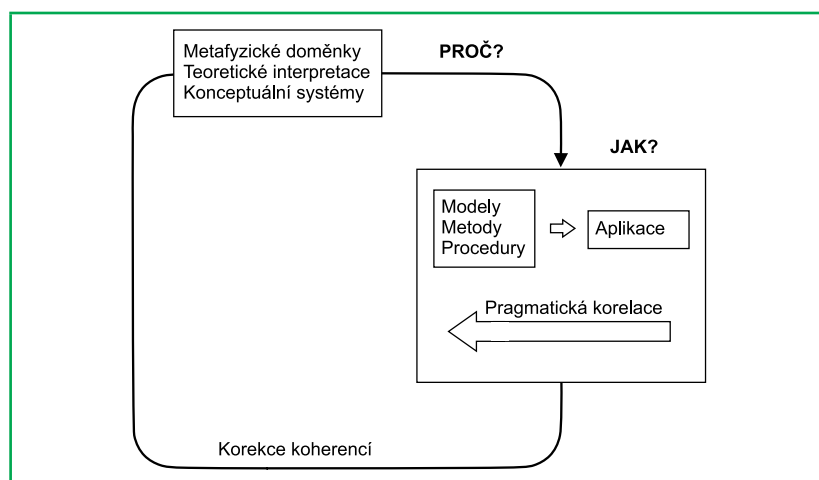 Metafyzické doměnky
Teoretické interpretace
Konceptuální systémy
PROČ?
JAK?
Modely
Metody
Procedury
Aplikace
Pragmatická korelace
Korekce koherencí